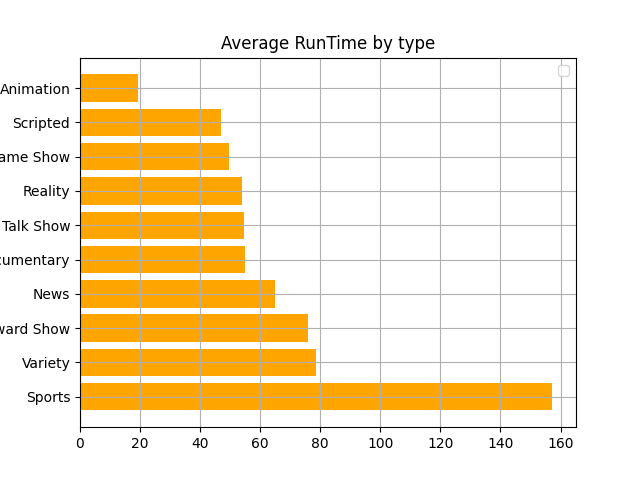 Average RunTime by type
Animation
Scripted
ame Show
Reality
Talk Show
cumentary
News
ward Show
Variety
Sports
0 20 40 60 80 100 120 140 160